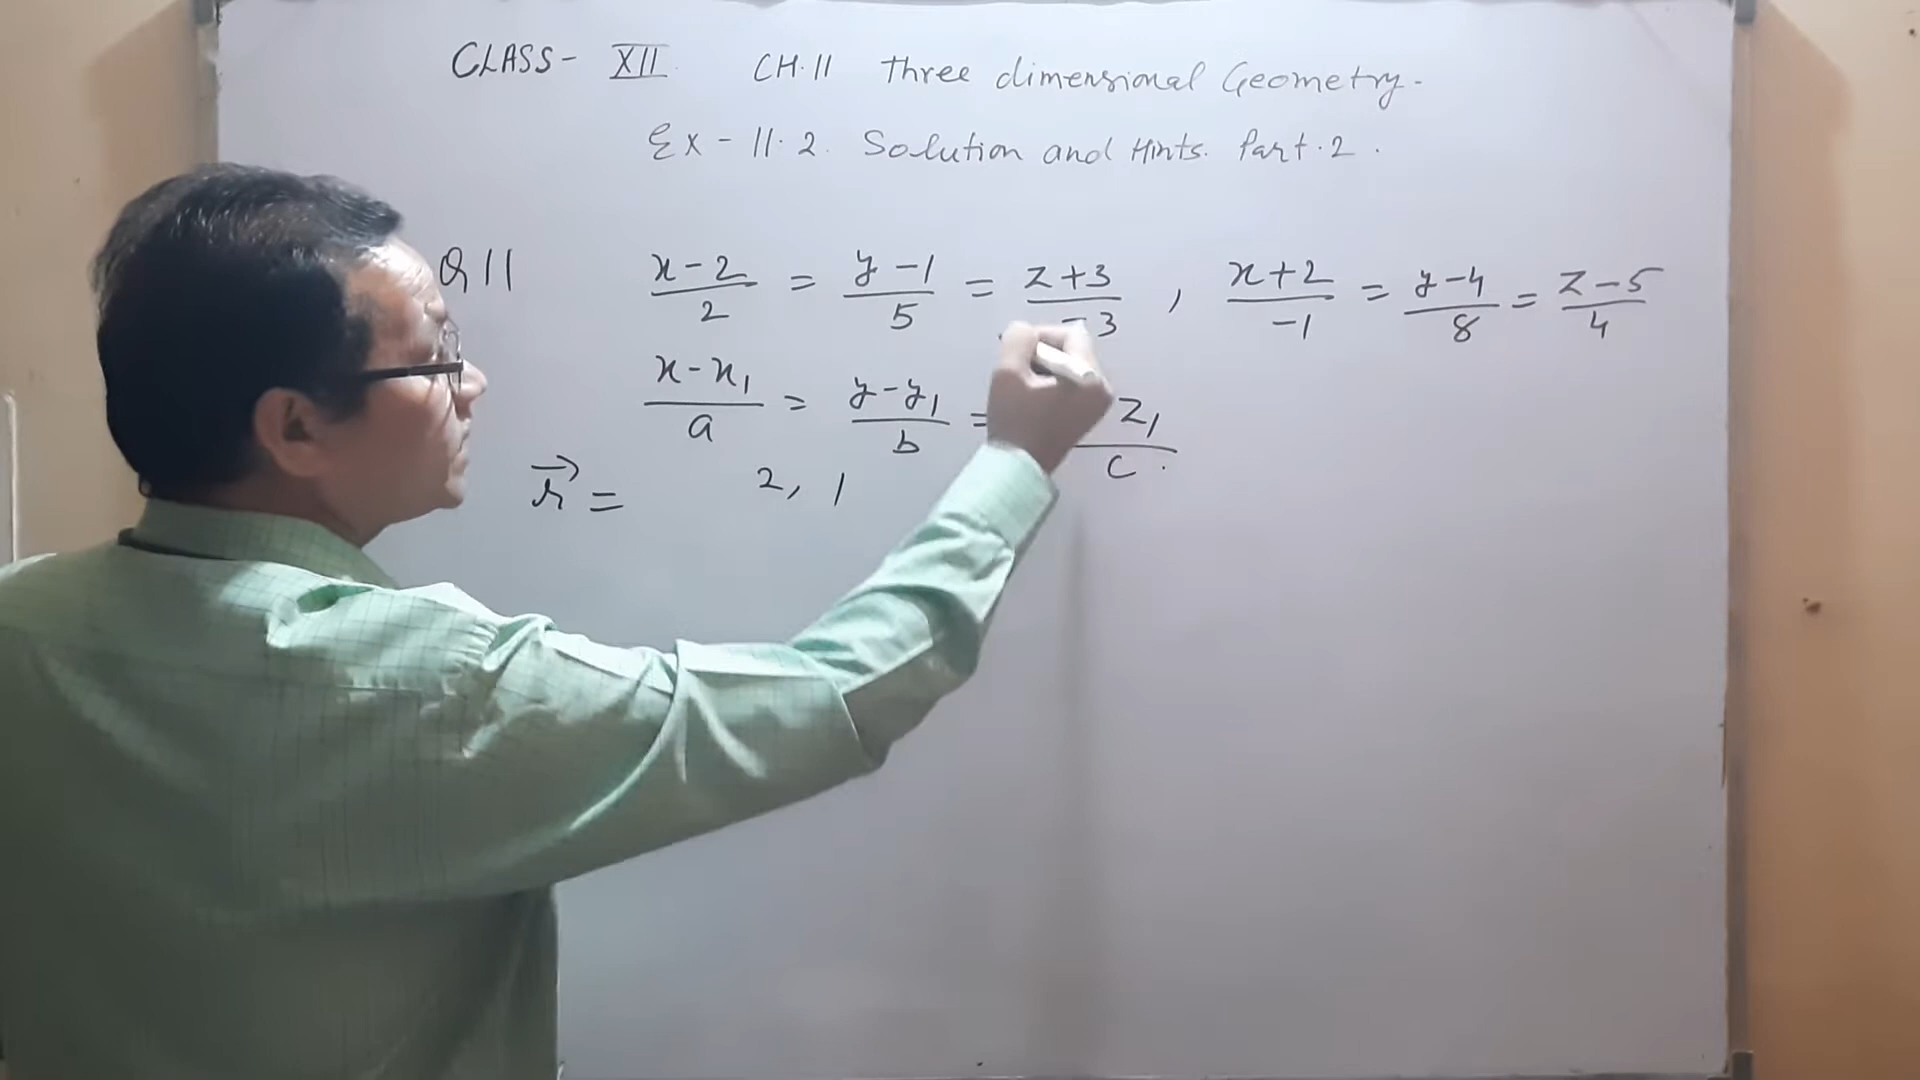 CLASS- XII CH.11 Three dimensional Geometry-
Ex - 11.2. Solution and Hints. Part.2.
Q11 x-2/2 = y-1/5 = z+3/-3 , x+2/-1 = y-4/8 = z-5/4
x-x₁/a = y-y₁/b = z₁/c.
r⃗ = 2, 1